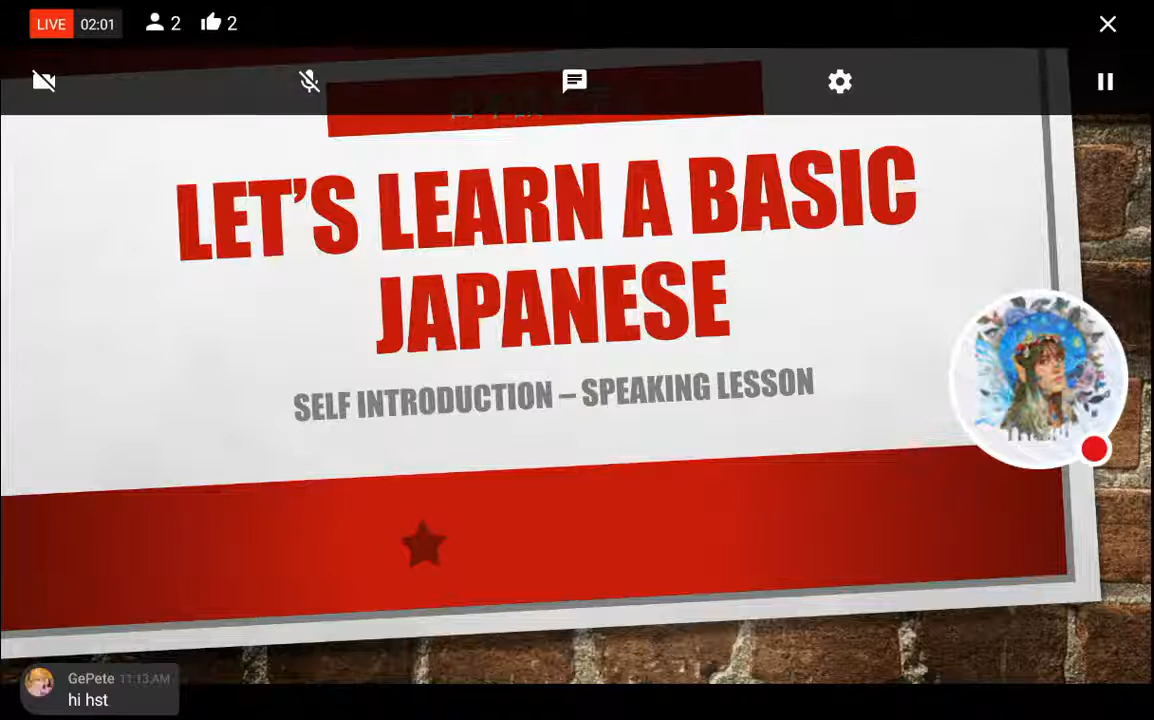 LIVE 02:01 2 2
LET'S LEARN A BASIC
JAPANESE
SELF INTRODUCTION – SPEAKING LESSON
GePete 11:13 AM
hi hst